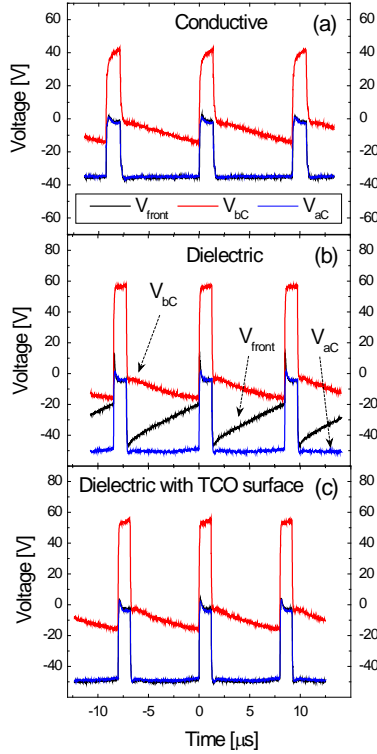 Conductive (a)
Voltage [V]
60
40
20
0
-20
-40
-60
V_front V_bC V_aC
Dielectric (b)
Voltage [V]
80
60
40
20
0
-20
-40
V_bC
V_front
V_aC
Dielectric with TCO surface (c)
Voltage [V]
80
60
40
20
0
-20
-40
-10 -5 0 5 10 15
Time [µs]